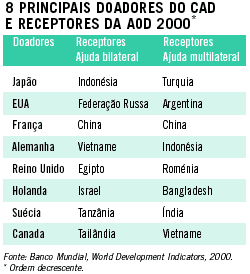 8 PRINCIPAIS DOADORES DO CAD
E RECEPTORES DA AOD 2000*
Doadores Receptores Receptores
Ajuda bilateral Ajuda multilateral
Japão Indonésia Turquia
EUA Federação Russa Argentina
França China China
Alemanha Vietname Indonésia
Reino Unido Egipto Roménia
Holanda Israel Bangladesh
Suécia Tanzânia Índia
Canada Tailândia Vietname
Fonte: Banco Mundial, World Development Indicators, 2000.
* Ordem decrescente.